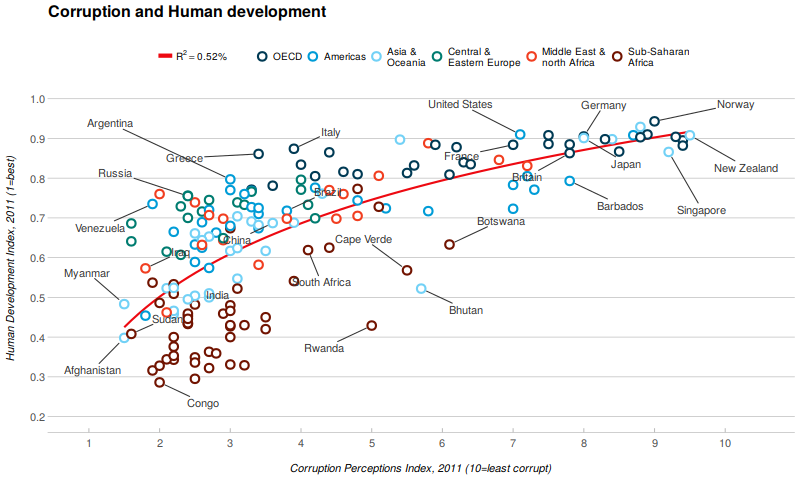 Corruption and Human development
R2 = 0.52%
OECD
Americas
Asia &
Oceania
Central &
Eastern Europe
Middle East &
north Africa
Sub-Saharan
Africa
Human Development Index, 2011 (1=best)
1.0
0.9
0.8
0.7
0.6
0.5
0.4
0.3
0.2
Argentina
Greece
Italy
United States
Germany
Norway
Russia
France
Britain
Japan
New Zealand
Brazil
Barbados
Singapore
Venezuela
China
Cape Verde
Botswana
Iraq
Myanmar
India
South Africa
Bhutan
Sudan
Rwanda
Afghanistan
Congo
1 2 3 4 5 6 7 8 9 10
Corruption Perceptions Index, 2011 (10=least corrupt)